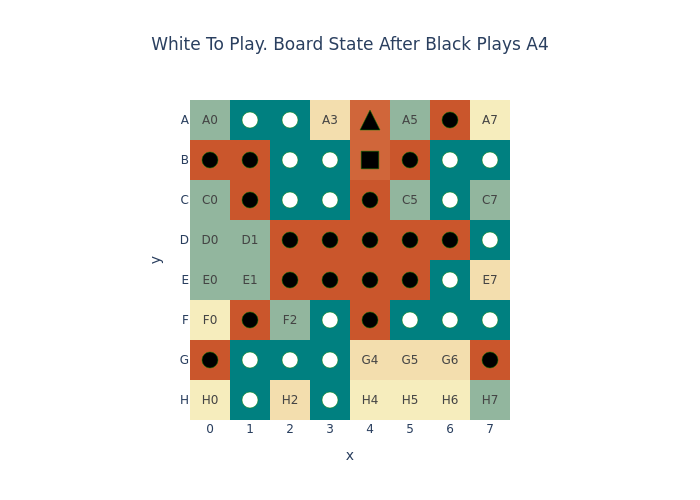 White To Play. Board State After Black Plays A4
A A0 A3 A5 A7
B
C C0 C5 C7
D D0 D1
E E0 E1 E7
F F0 F2
G G4 G5 G6
H H0 H2 H4 H5 H6 H7
0 1 2 3 4 5 6 7
x
y